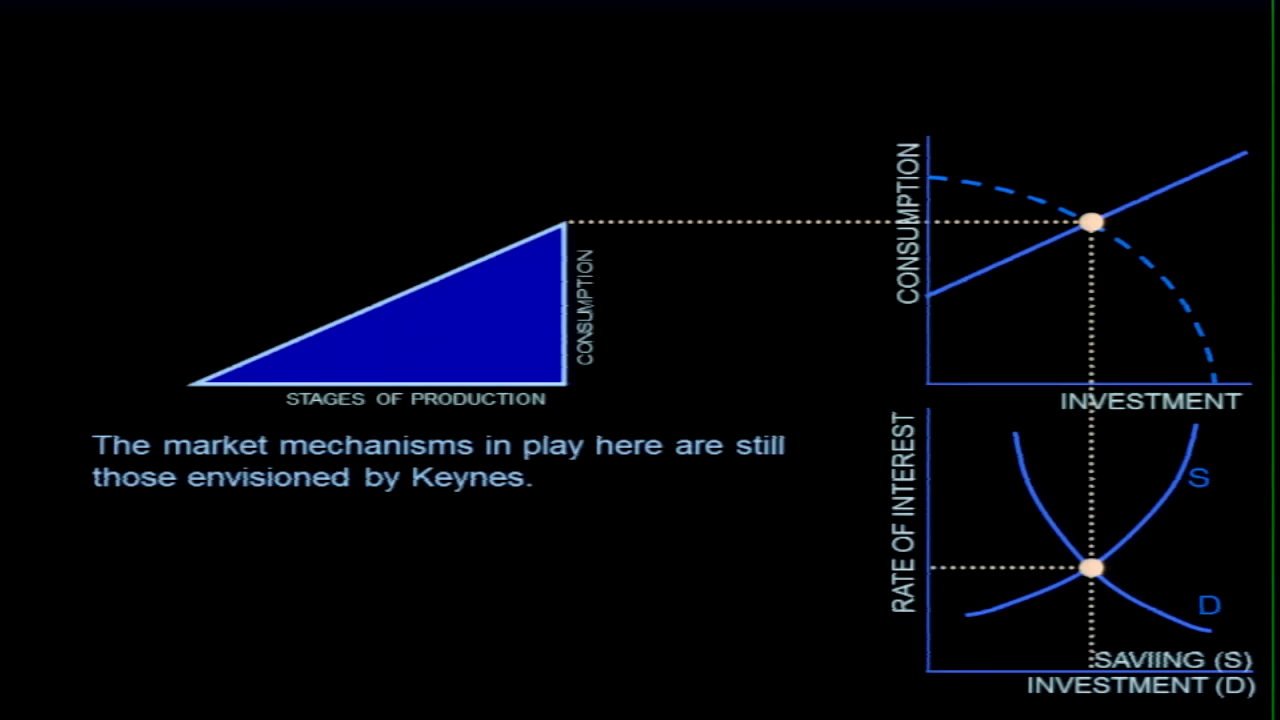 CONSUMPTION
CONSUMPTION
STAGES OF PRODUCTION
INVESTMENT
The market mechanisms in play here are still
those envisioned by Keynes.
RATE OF INTEREST
S
D
SAVIING (S)
INVESTMENT (D)